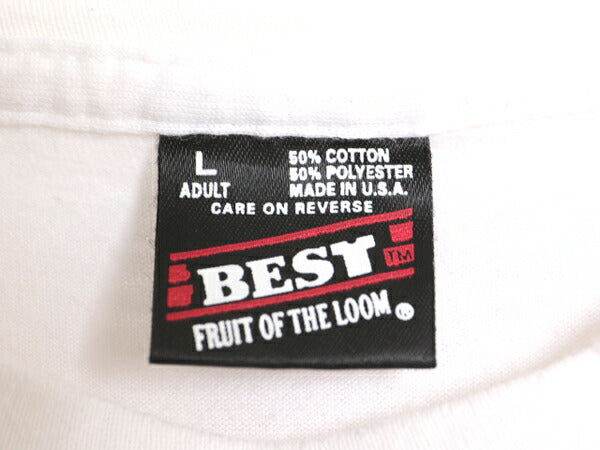 L
ADULT
50% COTTON
50% POLYESTER
MADE IN U.S.A.
CARE ON REVERSE
BEST TM
FRUIT OF THE LOOM ®